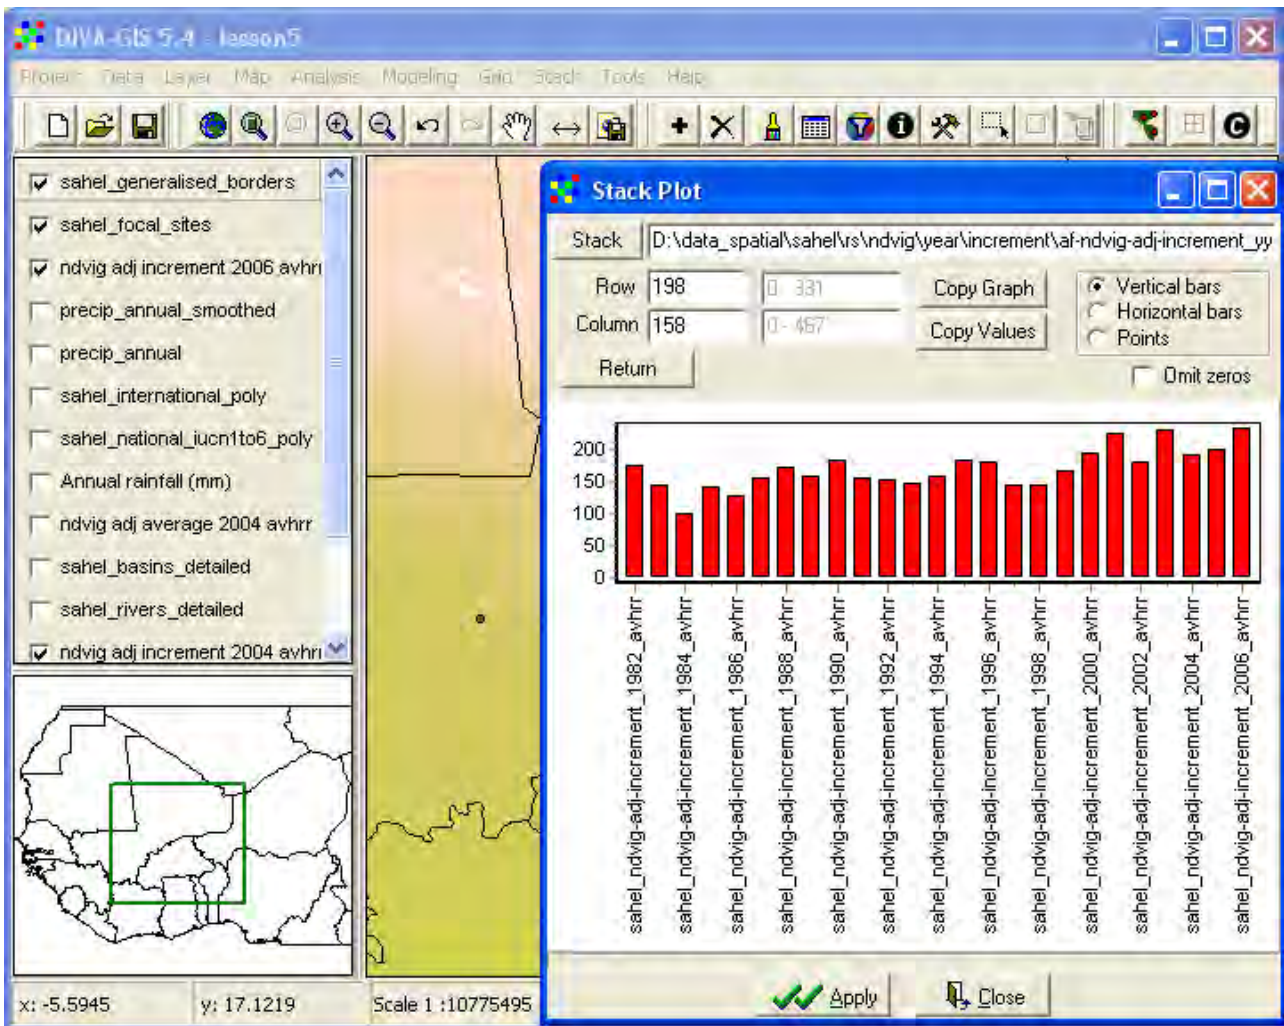 DIVA-GIS 5.4 - lesson5
Project Data Layer Map Analysis Modeling Grid Stack Tools Help
sahel_generalised_borders
sahel_focal_sites
ndvig adj increment 2006 avhrr
precip_annual_smoothed
precip_annual
sahel_international_poly
sahel_national_iucn1to6_poly
Annual rainfall (mm)
ndvig adj average 2004 avhrr
sahel_basins_detailed
sahel_rivers_detailed
ndvig adj increment 2004 avhrr
x: -5.5945
y: 17.1219
Scale 1 :10775495
Stack Plot
Stack D:\data_spatial\sahel\rs\ndvig\year\increment\af-ndvig-adj-increment_yy
Row 198 0 - 331 Copy Graph
Column 158 0 - 467 Copy Values
Vertical bars
Horizontal bars
Points
Return
Omit zeros
200
150
100
50
0
sahel_ndvig-adj-increment_1982_avhrr
sahel_ndvig-adj-increment_1984_avhrr
sahel_ndvig-adj-increment_1986_avhrr
sahel_ndvig-adj-increment_1988_avhrr
sahel_ndvig-adj-increment_1990_avhrr
sahel_ndvig-adj-increment_1992_avhrr
sahel_ndvig-adj-increment_1994_avhrr
sahel_ndvig-adj-increment_1996_avhrr
sahel_ndvig-adj-increment_1998_avhrr
sahel_ndvig-adj-increment_2000_avhrr
sahel_ndvig-adj-increment_2002_avhrr
sahel_ndvig-adj-increment_2004_avhrr
sahel_ndvig-adj-increment_2006_avhrr
Apply
Close